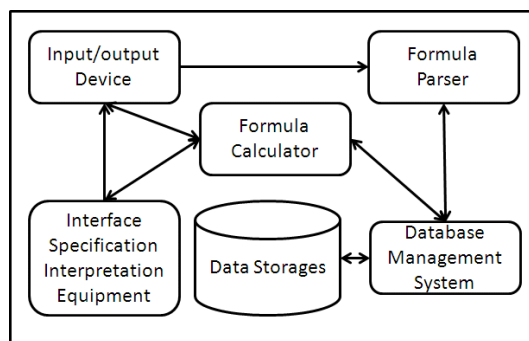 Input/output
Device
Formula
Parser
Formula
Calculator
Interface
Specification
Interpretation
Equipment
Data Storages
Database
Management
System